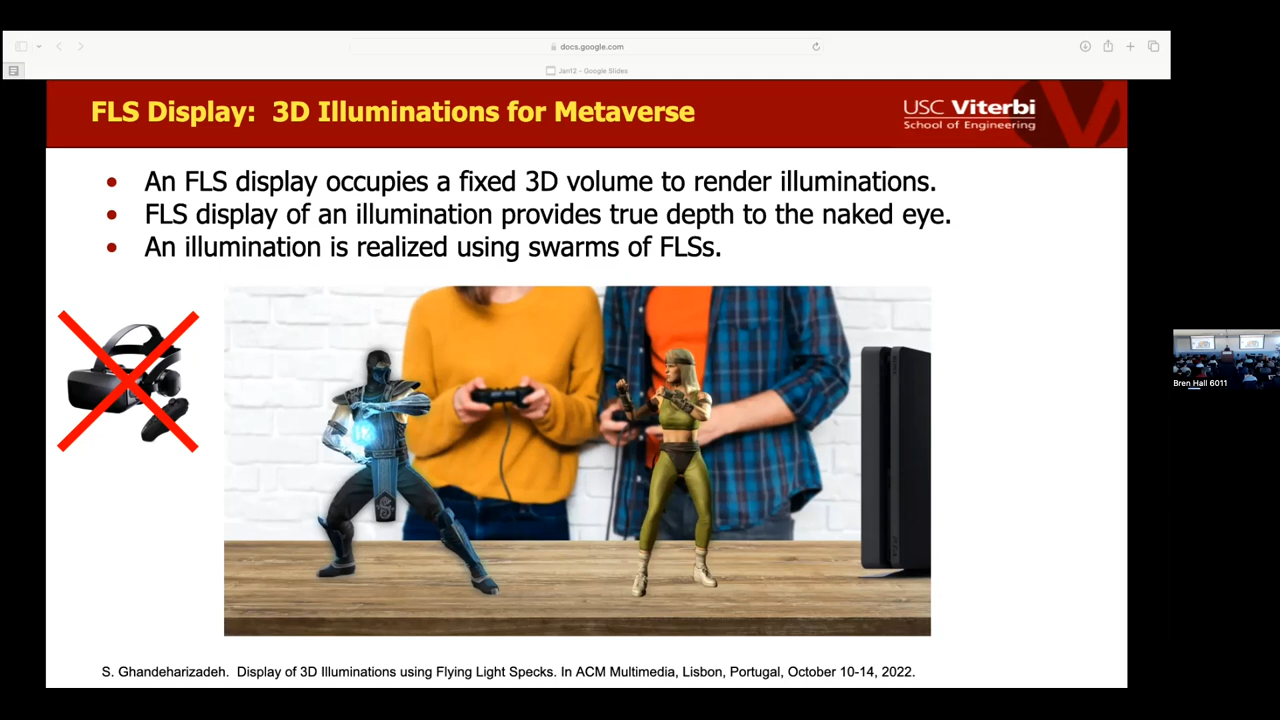 docs.google.com
Jan12 - Google Slides
FLS Display: 3D Illuminations for Metaverse
USC Viterbi
School of Engineering
• An FLS display occupies a fixed 3D volume to render illuminations.
• FLS display of an illumination provides true depth to the naked eye.
• An illumination is realized using swarms of FLSs.
Bren Hall 6011
S. Ghandeharizadeh. Display of 3D Illuminations using Flying Light Specks. In ACM Multimedia, Lisbon, Portugal, October 10-14, 2022.